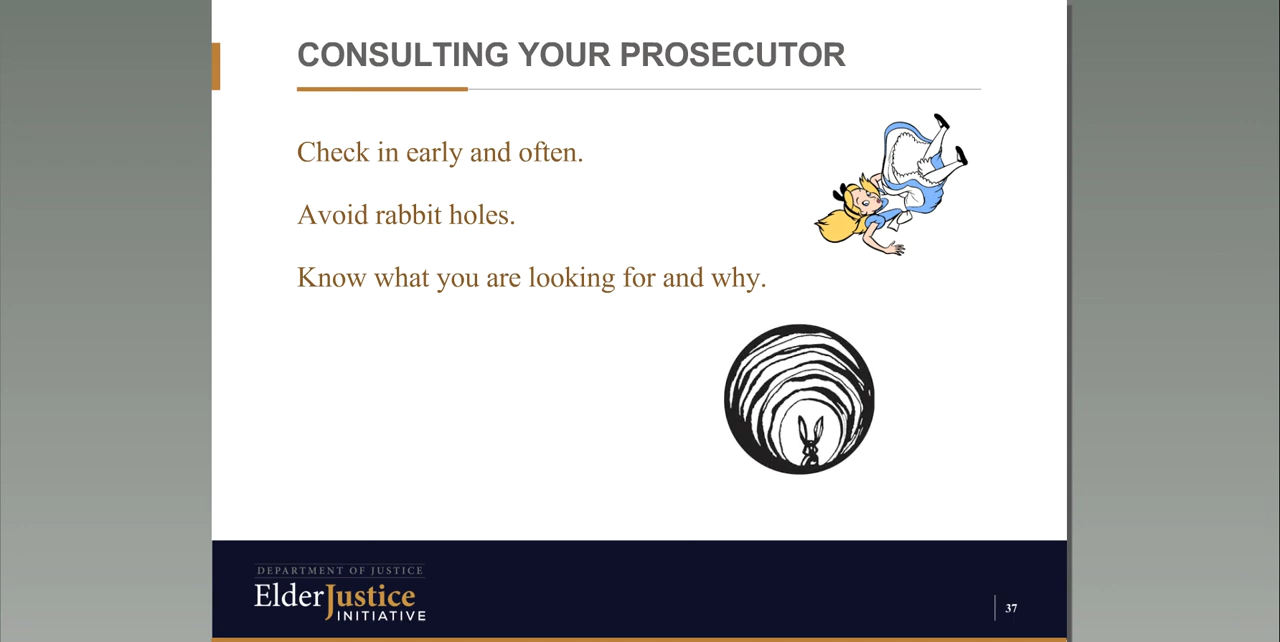 CONSULTING YOUR PROSECUTOR
Check in early and often.
Avoid rabbit holes.
Know what you are looking for and why.
DEPARTMENT OF JUSTICE
ElderJustice
INITIATIVE
37